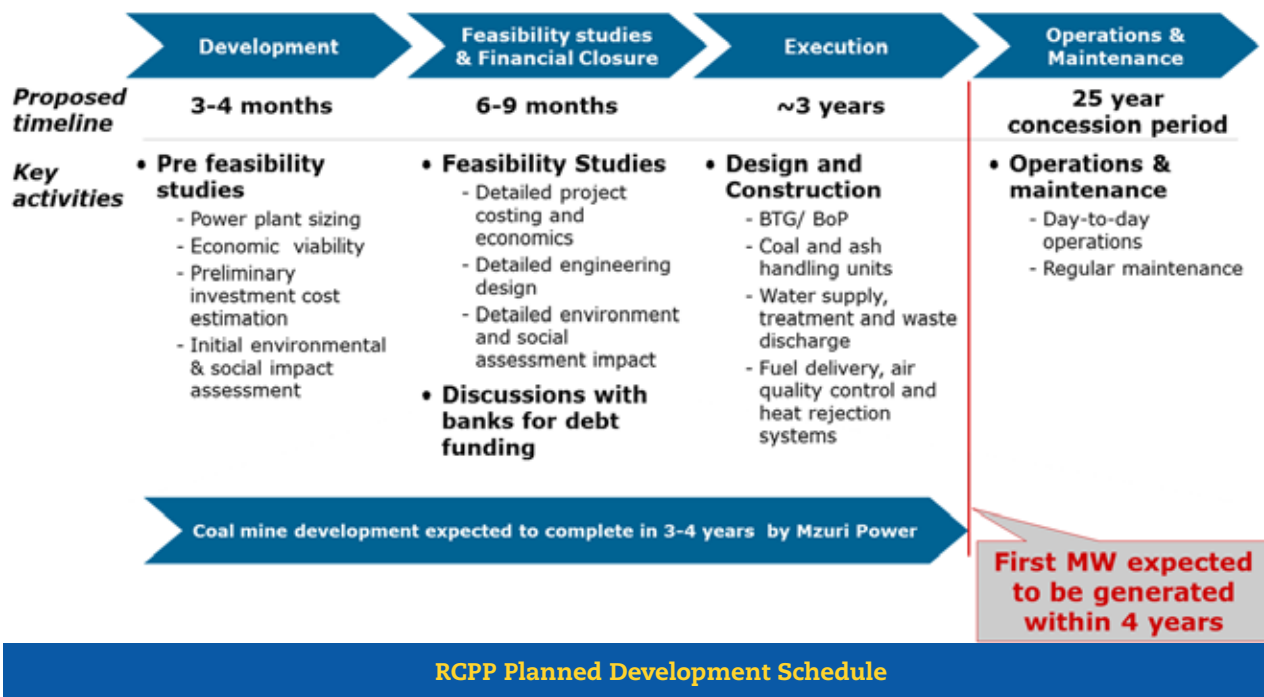 Development
Feasibility studies
& Financial Closure
Execution
Operations &
Maintenance
Proposed
timeline
3-4 months
6-9 months
~3 years
25 year
concession period
Key
activities
• Pre feasibility
studies
- Power plant sizing
- Economic viability
- Preliminary
investment cost
estimation
- Initial environmental
& social impact
assessment
• Feasibility Studies
- Detailed project
costing and
economics
- Detailed engineering
design
- Detailed environment
and social
assessment impact
• Discussions with
banks for debt
funding
• Design and
Construction
- BTG/ BoP
- Coal and ash
handling units
- Water supply,
treatment and waste
discharge
- Fuel delivery, air
quality control and
heat rejection
systems
• Operations &
maintenance
- Day-to-day
operations
- Regular maintenance
Coal mine development expected to complete in 3-4 years by Mzuri Power
First MW expected
to be generated
within 4 years
RCPP Planned Development Schedule